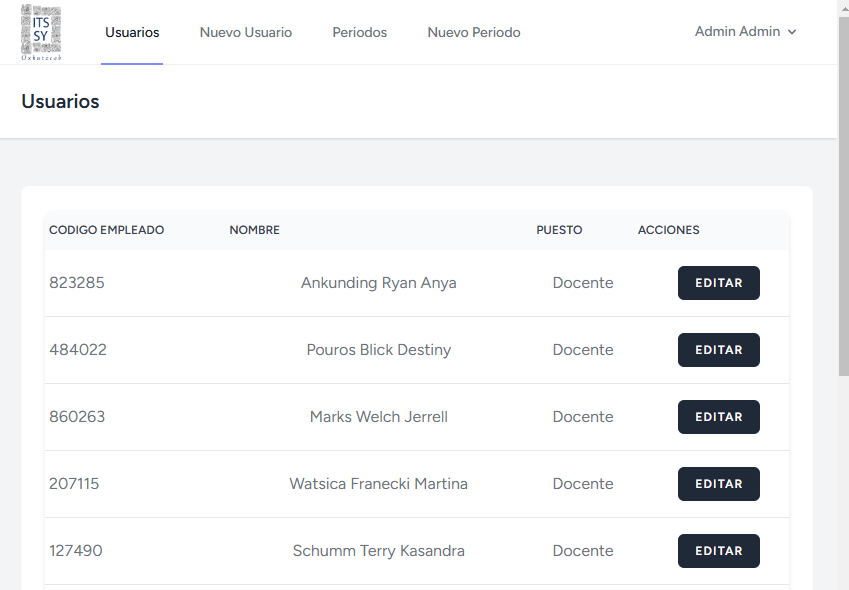 ITS
SY
Oxkutzcab
Usuarios Nuevo Usuario Periodos Nuevo Periodo Admin Admin
Usuarios
CODIGO EMPLEADO NOMBRE PUESTO ACCIONES
823285 Ankunding Ryan Anya Docente EDITAR
484022 Pouros Blick Destiny Docente EDITAR
860263 Marks Welch Jerrell Docente EDITAR
207115 Watsica Franecki Martina Docente EDITAR
127490 Schumm Terry Kasandra Docente EDITAR